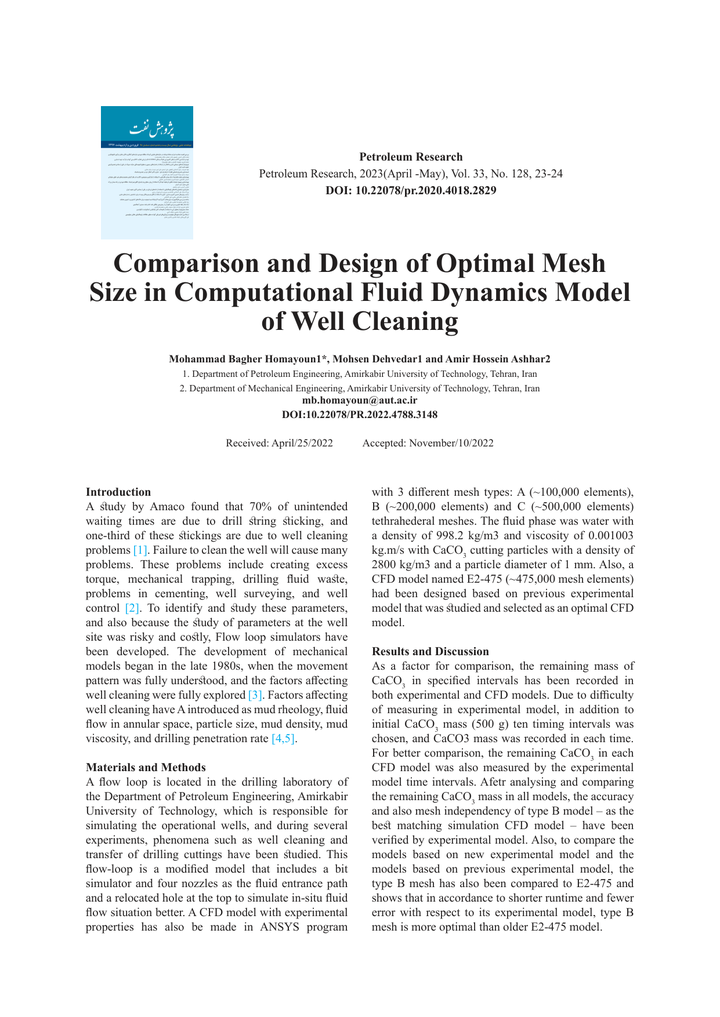 پژوهش نفت
Petroleum Research
Petroleum Research, 2023(April -May), Vol. 33, No. 128, 23-24
DOI: 10.22078/pr.2020.4018.2829
Comparison and Design of Optimal Mesh
Size in Computational Fluid Dynamics Model
of Well Cleaning
Mohammad Bagher Homayoun1*, Mohsen Dehvedar1 and Amir Hossein Ashhar2
1. Department of Petroleum Engineering, Amirkabir University of Technology, Tehran, Iran
2. Department of Mechanical Engineering, Amirkabir University of Technology, Tehran, Iran
mb.homayoun@aut.ac.ir
DOI:10.22078/PR.2022.4788.3148
Received: April/25/2022 Accepted: November/10/2022
Introduction
A study by Amaco found that 70% of unintended
waiting times are due to drill string sticking, and
one-third of these stickings are due to well cleaning
problems [1]. Failure to clean the well will cause many
problems. These problems include creating excess
torque, mechanical trapping, drilling fluid waste,
problems in cementing, well surveying, and well
control [2]. To identify and study these parameters,
and also because the study of parameters at the well
site was risky and costly, Flow loop simulators have
been developed. The development of mechanical
models began in the late 1980s, when the movement
pattern was fully understood, and the factors affecting
well cleaning were fully explored [3]. Factors affecting
well cleaning have A introduced as mud rheology, fluid
flow in annular space, particle size, mud density, mud
viscosity, and drilling penetration rate [4,5].
Materials and Methods
A flow loop is located in the drilling laboratory of
the Department of Petroleum Engineering, Amirkabir
University of Technology, which is responsible for
simulating the operational wells, and during several
experiments, phenomena such as well cleaning and
transfer of drilling cuttings have been studied. This
flow-loop is a modified model that includes a bit
simulator and four nozzles as the fluid entrance path
and a relocated hole at the top to simulate in-situ fluid
flow situation better. A CFD model with experimental
properties has also be made in ANSYS program
with 3 different mesh types: A (~100,000 elements),
B (~200,000 elements) and C (~500,000 elements)
tethrahederal meshes. The fluid phase was water with
a density of 998.2 kg/m3 and viscosity of 0.001003
kg.m/s with CaCO3 cutting particles with a density of
2800 kg/m3 and a particle diameter of 1 mm. Also, a
CFD model named E2-475 (~475,000 mesh elements)
had been designed based on previous experimental
model that was studied and selected as an optimal CFD
model.
Results and Discussion
As a factor for comparison, the remaining mass of
CaCO3 in specified intervals has been recorded in
both experimental and CFD models. Due to difficulty
of measuring in experimental model, in addition to
initial CaCO3 mass (500 g) ten timing intervals was
chosen, and CaCO3 mass was recorded in each time.
For better comparison, the remaining CaCO3 in each
CFD model was also measured by the experimental
model time intervals. Afetr analysing and comparing
the remaining CaCO3 mass in all models, the accuracy
and also mesh independency of type B model – as the
best matching simulation CFD model – have been
verified by experimental model. Also, to compare the
models based on new experimental model and the
models based on previous experimental model, the
type B mesh has also been compared to E2-475 and
shows that in accordance to shorter runtime and fewer
error with respect to its experimental model, type B
mesh is more optimal than older E2-475 model.